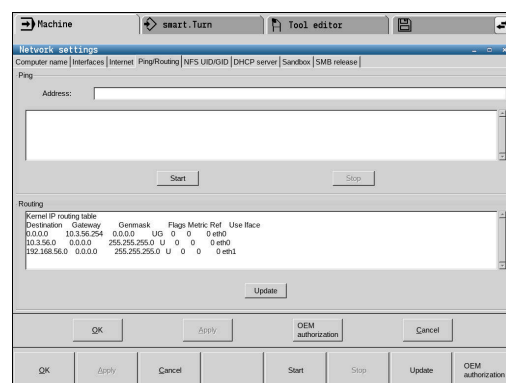 Machine smart.Turn Tool editor
Network settings
Computer name Interfaces Internet Ping/Routing NFS UID/GID DHCP server Sandbox SMB release
Ping
Address:
Start Stop
Routing
Kernel IP routing table
Destination Gateway Genmask Flags Metric Ref Use Iface
0.0.0.0 10.3.56.254 0.0.0.0 UG 0 0 0 eth0
10.3.56.0 0.0.0.0 255.255.255.0 U 0 0 0 eth0
192.168.56.0 0.0.0.0 255.255.255.0 U 0 0 0 eth1
Update
OK Apply OEM authorization Cancel
OK Apply Cancel Start Stop Update OEM authorization